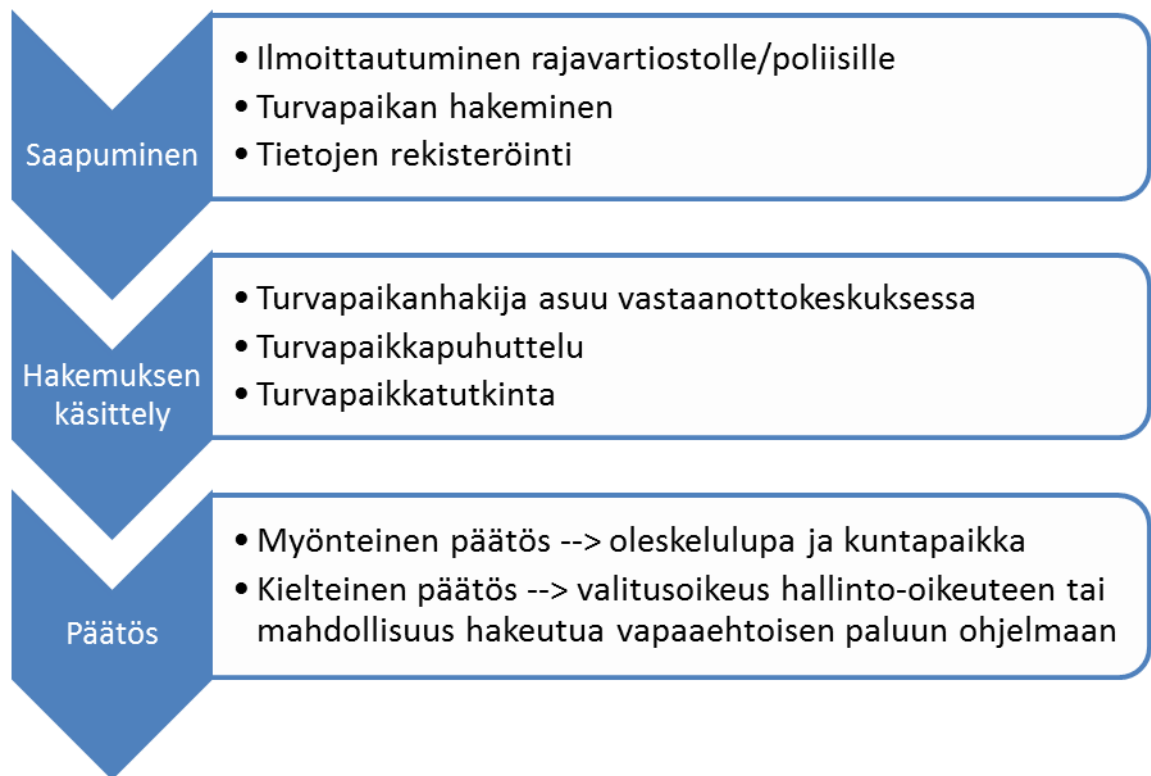 Saapuminen
• Ilmoittautuminen rajavartiostolle/poliisille
• Turvapaikan hakeminen
• Tietojen rekisteröinti
Hakemuksen
käsittely
• Turvapaikanhakija asuu vastaanottokeskuksessa
• Turvapaikkapuhuttelu
• Turvapaikkatutkinta
Päätös
• Myönteinen päätös --> oleskelulupa ja kuntapaikka
• Kielteinen päätös --> valitusoikeus hallinto-oikeuteen tai
mahdollisuus hakeutua vapaaehtoisen paluun ohjelmaan